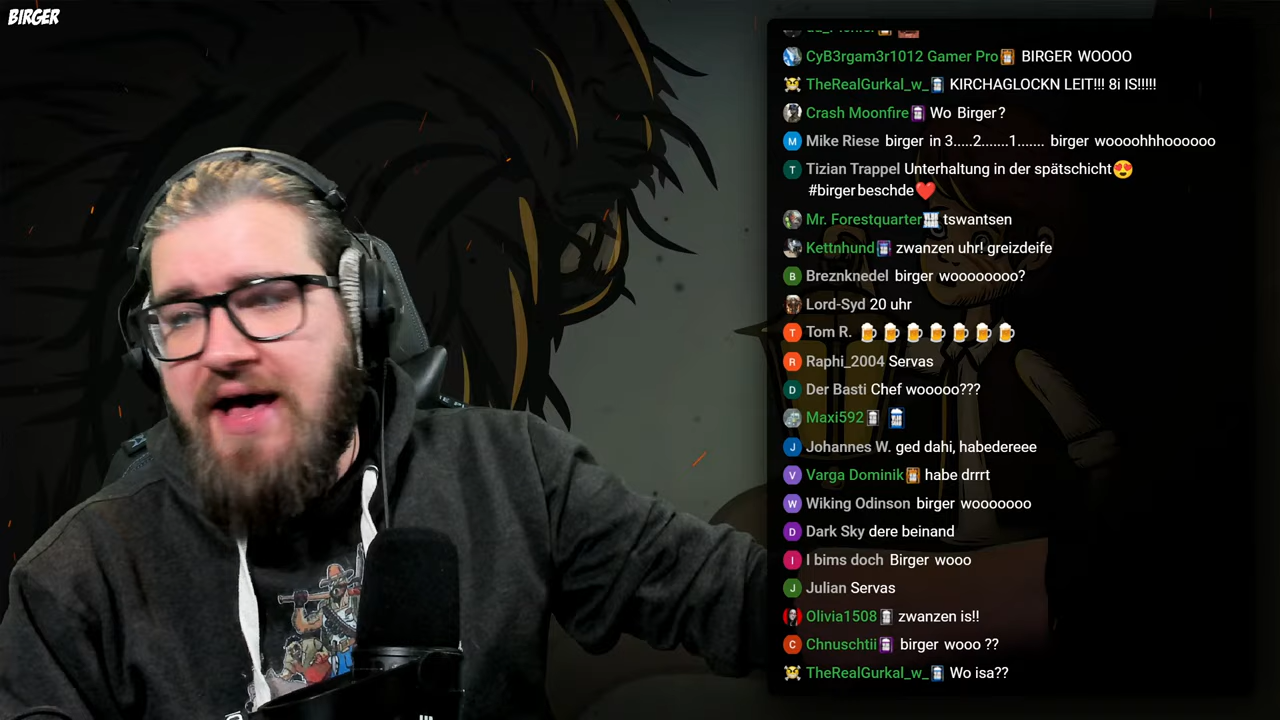 BIRGER
CyB3rgam3r1012 Gamer Pro BIRGER WOOOO
TheRealGurkal_w_ KIRCHAGLOCKN LEIT!!! 8i IS!!!!!
Crash Moonfire Wo Birger?
Mike Riese birger in 3....2.......1....... birger woooohhhoooooo
Tizian Trappel Unterhaltung in der spätschicht😍
#birgerbeschde❤️
Mr. Forestquarter tswantsen
Kettnhund zwanzen uhr! greizdeife
Breznknedel birger woooooooo?
Lord-Syd 20 uhr
Tom R. 🍺🍺🍺🍺🍺🍺🍺
Raphi_2004 Servas
Der Basti Chef wooooo???
Maxi592
Johannes W. ged dahi, habedereee
Varga Dominik habe drrrt
Wiking Odinson birger wooooooo
Dark Sky dere beinand
I bims doch Birger wooo
Julian Servas
Olivia1508 zwanzen is!!
Chnuschtii birger wooo ??
TheRealGurkal_w_ Wo isa??